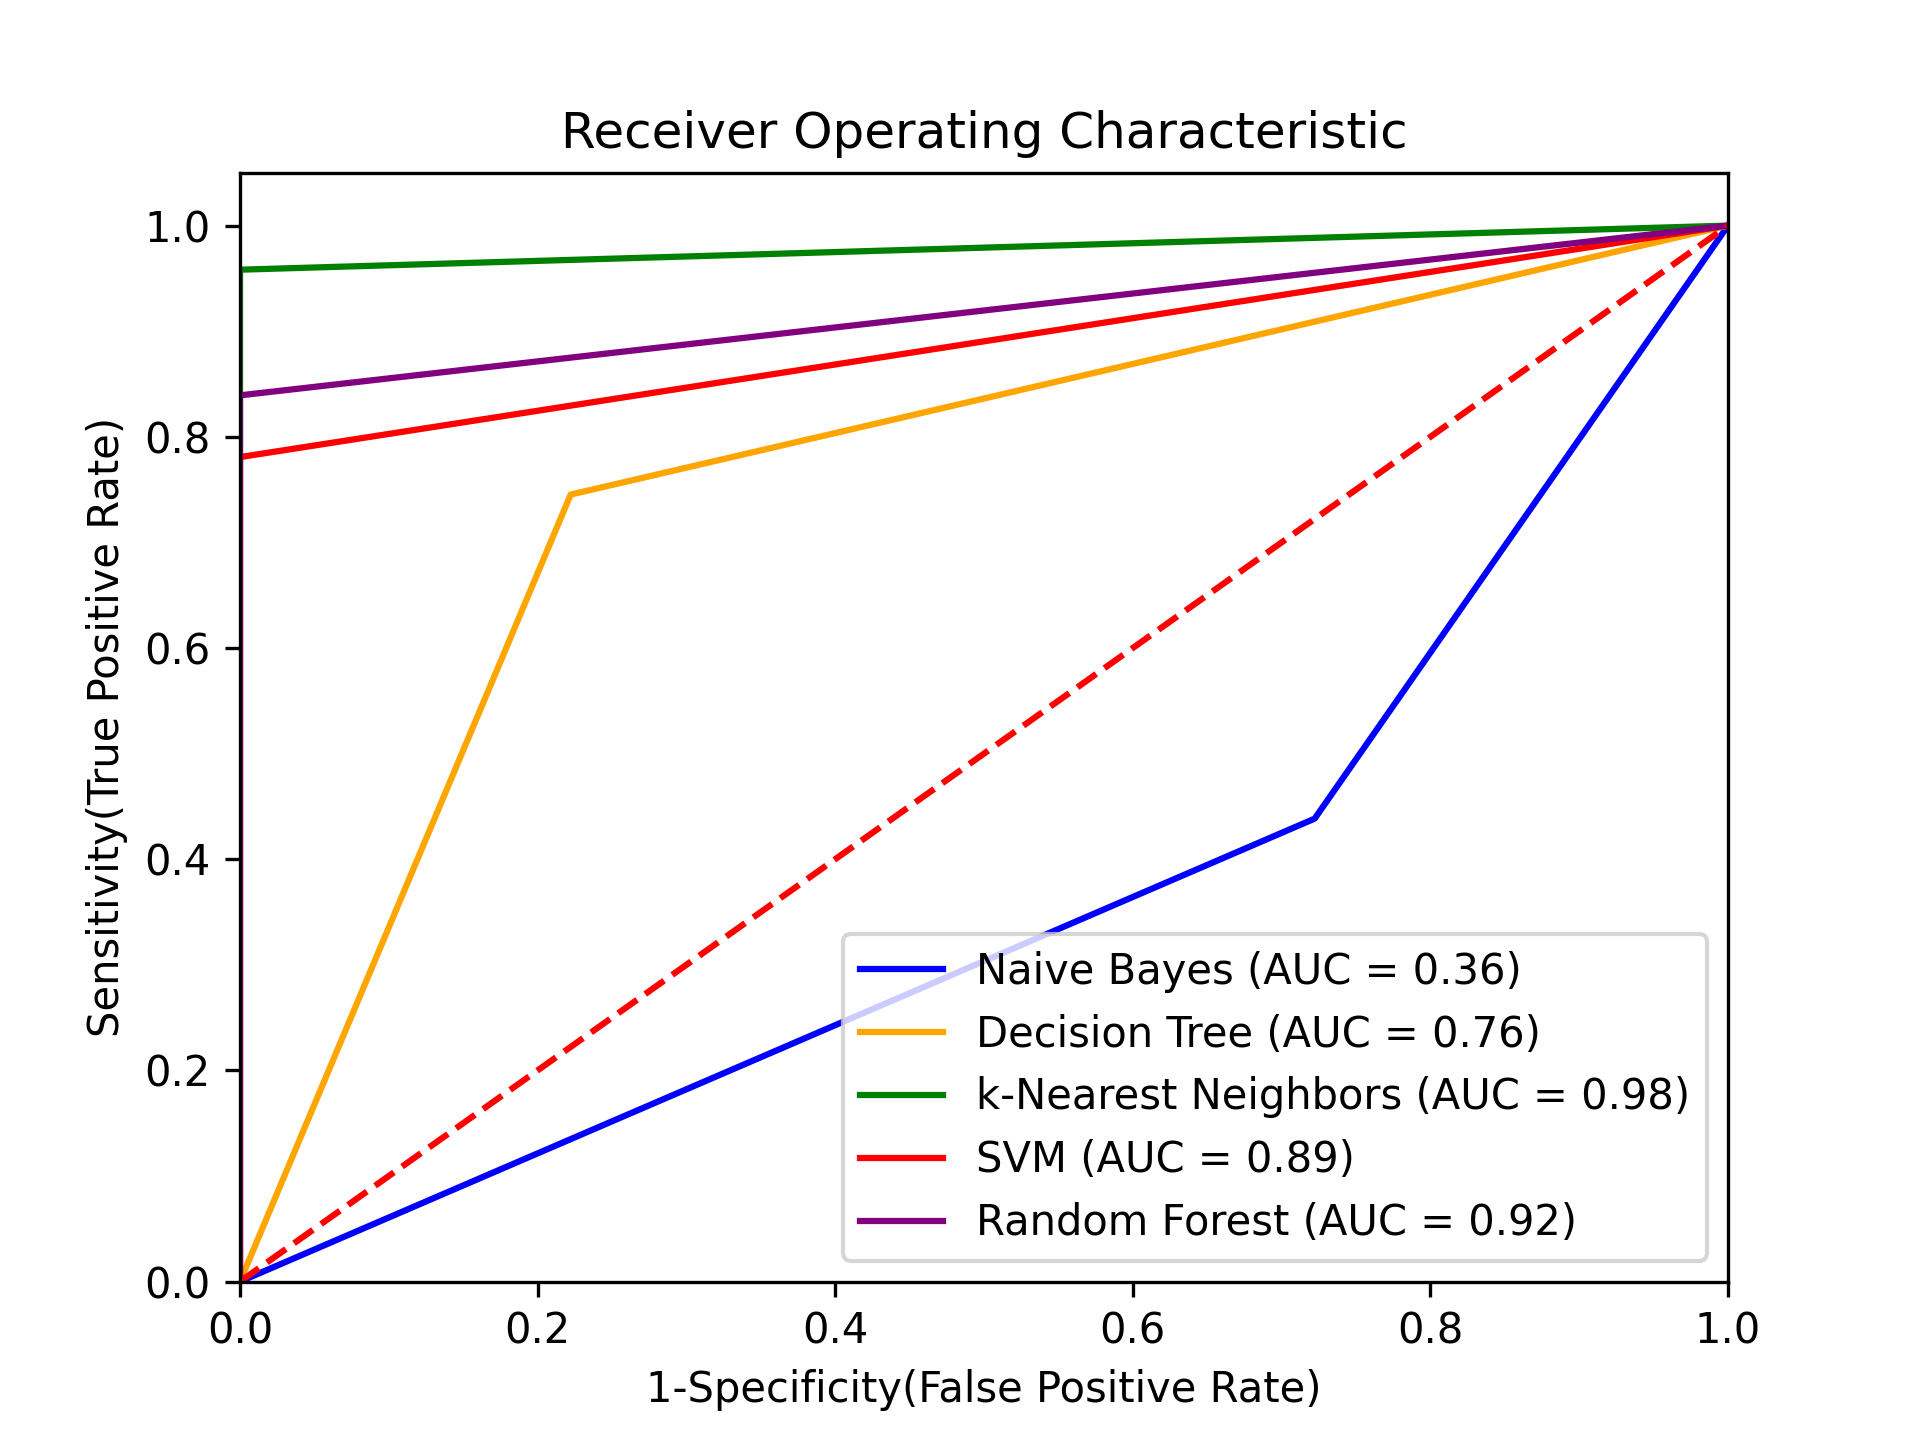 Receiver Operating Characteristic
1.0
0.8
0.6
0.4
0.2
0.0
Sensitivity(True Positive Rate)
Naive Bayes (AUC = 0.36)
Decision Tree (AUC = 0.76)
k-Nearest Neighbors (AUC = 0.98)
SVM (AUC = 0.89)
Random Forest (AUC = 0.92)
0.0 0.2 0.4 0.6 0.8 1.0
1-Specificity(False Positive Rate)